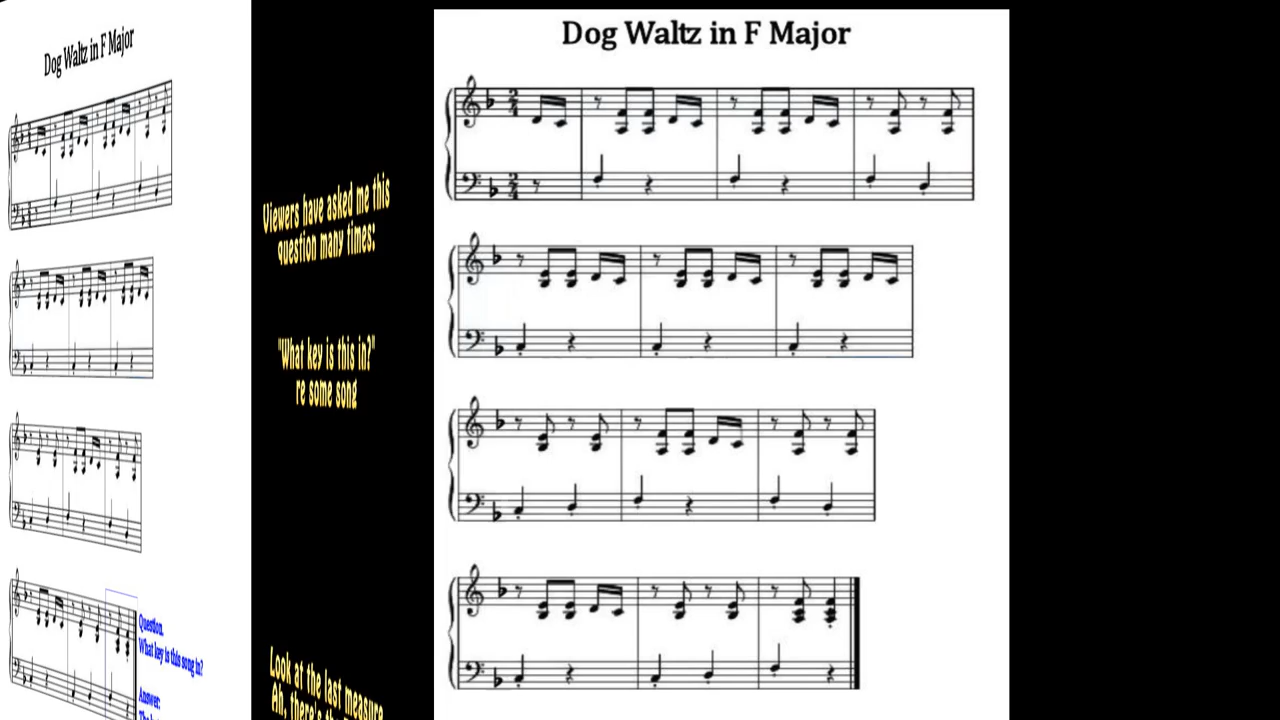 Dog Waltz in F Major
Question.
What key is this song in?
Answer:
Viewers have asked me this
question many times:
"What key is this in?"
re some song
Look at the last measure
Dog Waltz in F Major